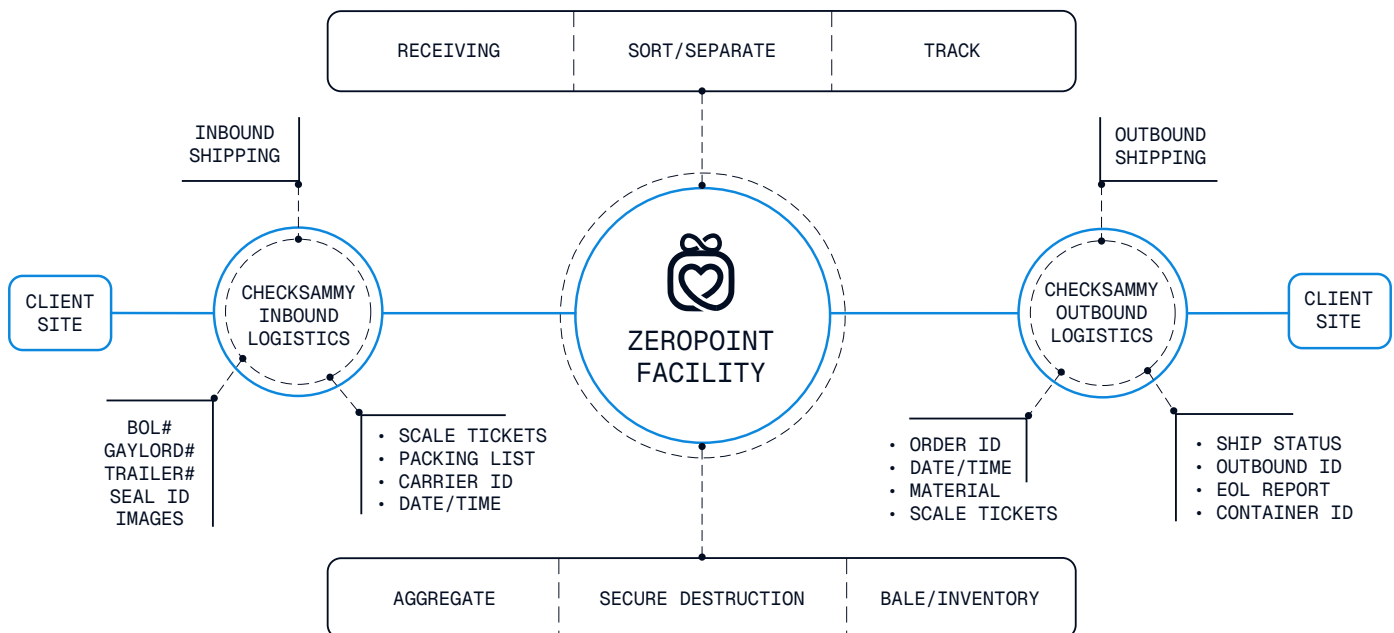 RECEIVING
SORT/SEPARATE
TRACK
INBOUND
SHIPPING
OUTBOUND
SHIPPING
CLIENT
SITE
CHECKSAMMY
INBOUND
LOGISTICS
ZEROPOINT
FACILITY
CHECKSAMMY
OUTBOUND
LOGISTICS
CLIENT
SITE
BOL#
GAYLORD#
TRAILER#
SEAL ID
IMAGES
• SCALE TICKETS
• PACKING LIST
• CARRIER ID
• DATE/TIME
• ORDER ID
• DATE/TIME
• MATERIAL
• SCALE TICKETS
• SHIP STATUS
• OUTBOUND ID
• EOL REPORT
• CONTAINER ID
AGGREGATE
SECURE DESTRUCTION
BALE/INVENTORY